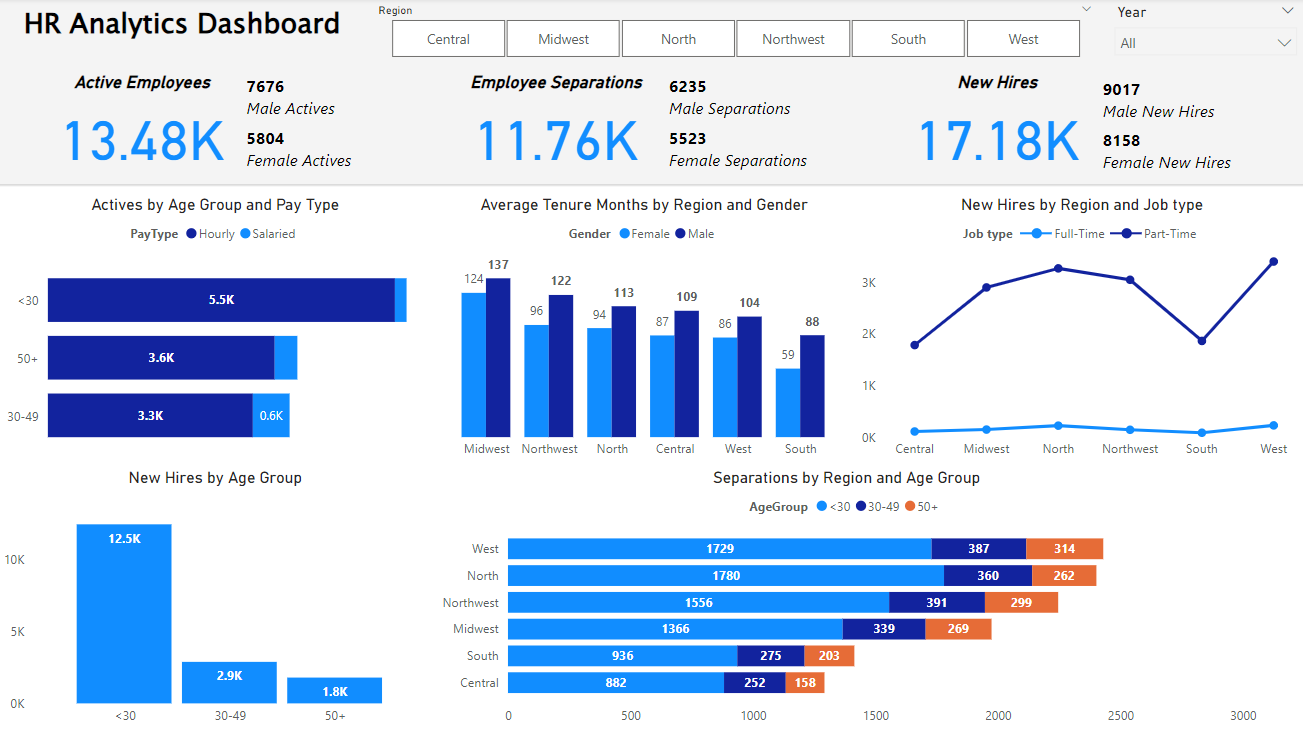 HR Analytics Dashboard
Region
Central Midwest North Northwest South West
Year
All
Active Employees
13.48K
7676
Male Actives
5804
Female Actives
Employee Separations
11.76K
6235
Male Separations
5523
Female Separations
New Hires
17.18K
9017
Male New Hires
8158
Female New Hires
Actives by Age Group and Pay Type
PayType Hourly Salaried
<30 5.5K
50+ 3.6K
30-49 3.3K 0.6K
Average Tenure Months by Region and Gender
Gender Female Male
124 137 96 122 94 113 87 109 86 104 59 88
Midwest Northwest North Central West South
New Hires by Region and Job type
Job type Full-Time Part-Time
3K
2K
1K
0K
Central Midwest North Northwest South West
New Hires by Age Group
10K
5K
0K
12.5K 2.9K 1.8K
<30 30-49 50+
Separations by Region and Age Group
AgeGroup <30 30-49 50+
West 1729 387 314
North 1780 360 262
Northwest 1556 391 299
Midwest 1366 339 269
South 936 275 203
Central 882 252 158
0 500 1000 1500 2000 2500 3000